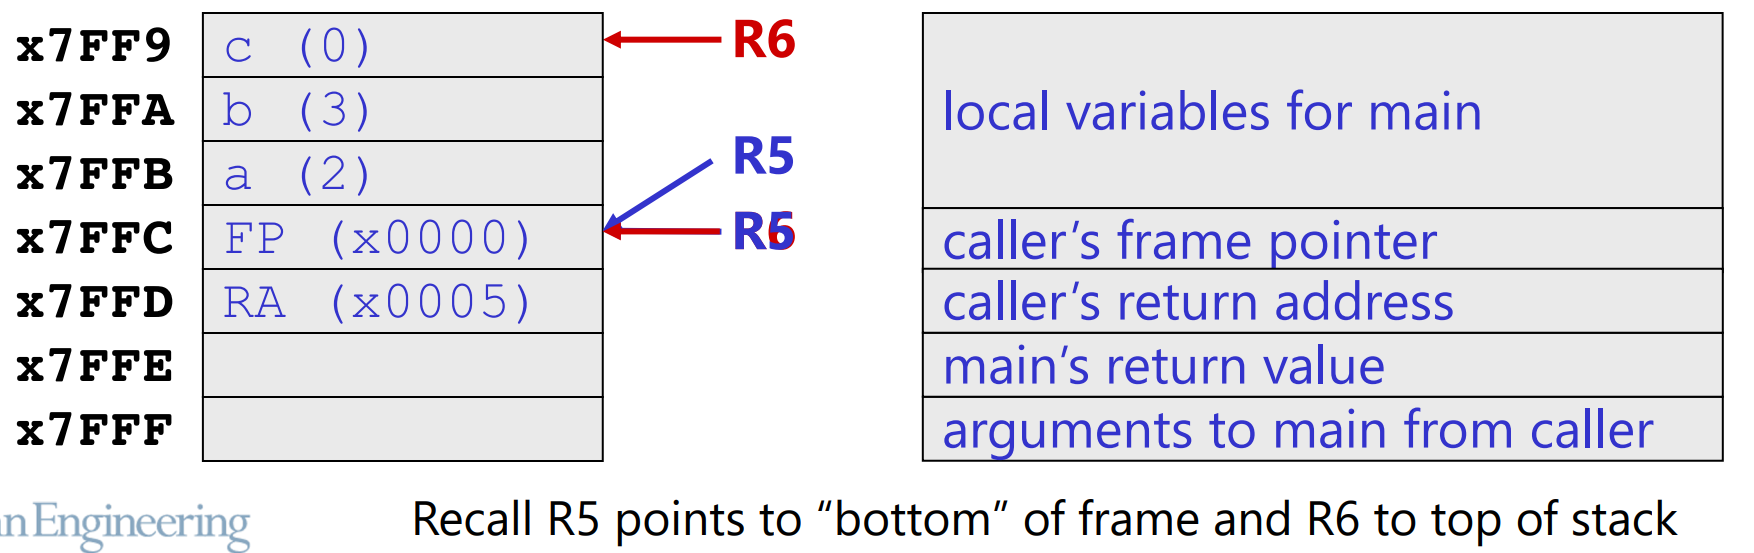 x7FF9 c (0) R6
x7FFA b (3) local variables for main
x7FFB a (2) R5
x7FFC FP (x0000) R6 caller’s frame pointer
x7FFD RA (x0005) caller’s return address
x7FFE main’s return value
x7FFF arguments to main from caller
Engineering Recall R5 points to “bottom” of frame and R6 to top of stack